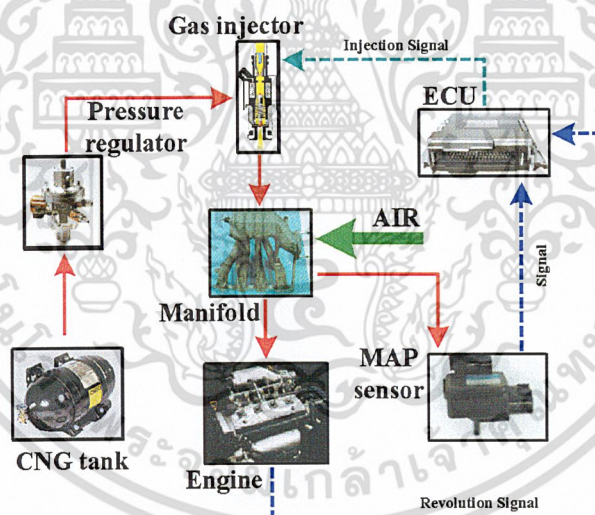 Gas injector
Injection Signal
ECU
Pressure
regulator
AIR
Signal
Manifold
MAP
sensor
CNG tank
Engine
Revolution Signal